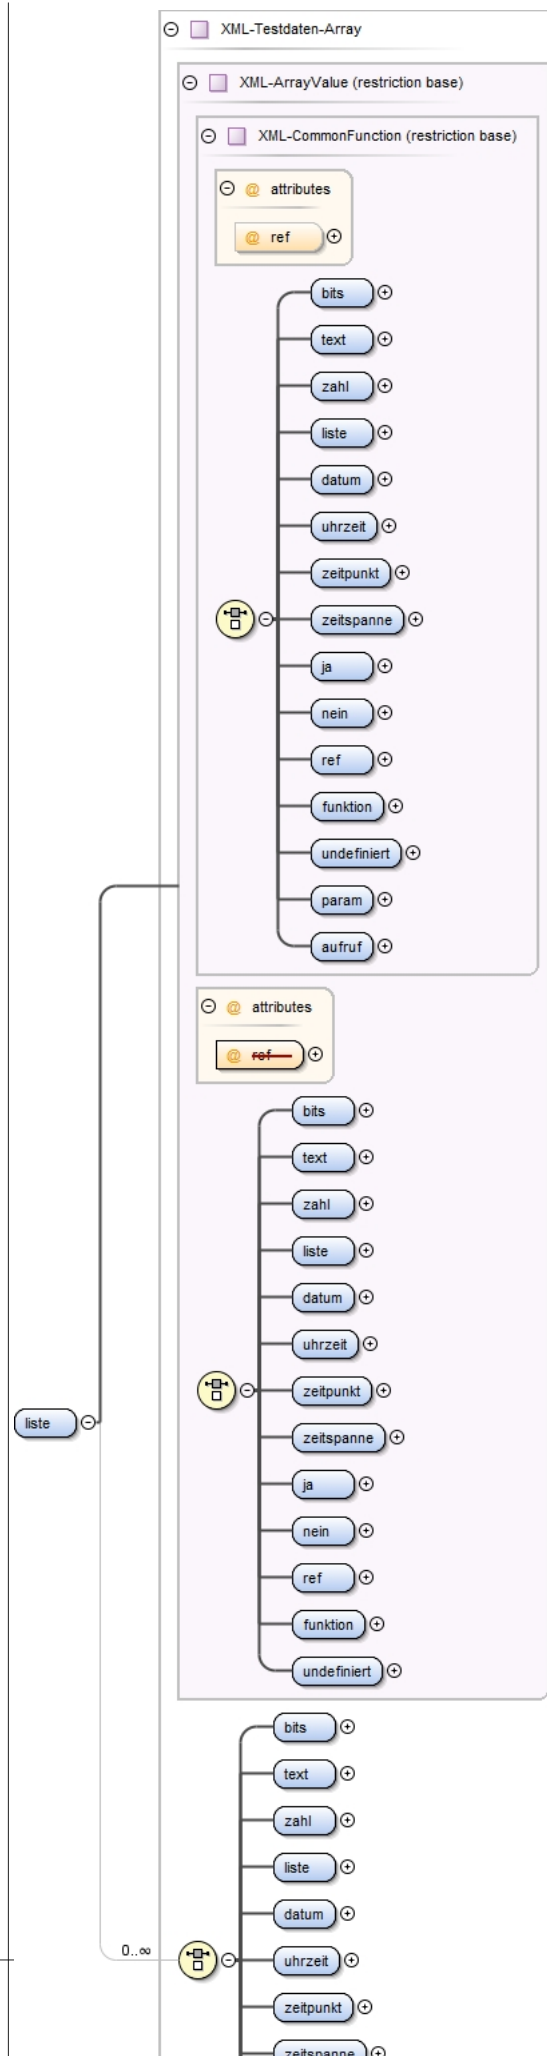 XML-Testdaten-Array
XML-ArrayValue (restriction base)
XML-CommonFunction (restriction base)
@ attributes
@ ref
bits
text
zahl
liste
datum
uhrzeit
zeitpunkt
zeitspanne
ja
nein
ref
funktion
undefiniert
param
aufruf
@ attributes
@ ref
bits
text
zahl
liste
datum
uhrzeit
zeitpunkt
liste
zeitspanne
ja
nein
ref
funktion
undefiniert
bits
text
zahl
liste
datum
0..∞
uhrzeit
zeitpunkt
zeitspanne